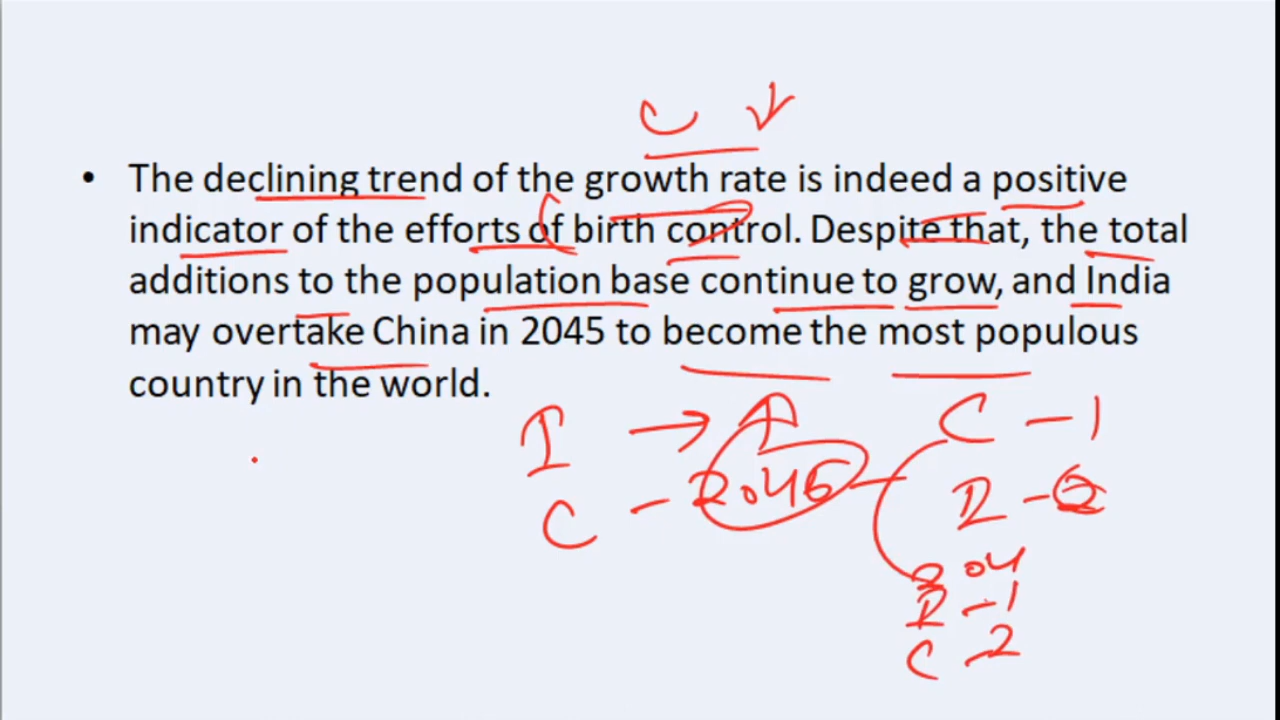 C ↓
• The declining trend of the growth rate is indeed a positive
indicator of the efforts of birth control. Despite that, the total
additions to the population base continue to grow, and India
may overtake China in 2045 to become the most populous
country in the world.
I → ↑ C – 1
C – 2045 I – 2
204
I – 1
C – 2